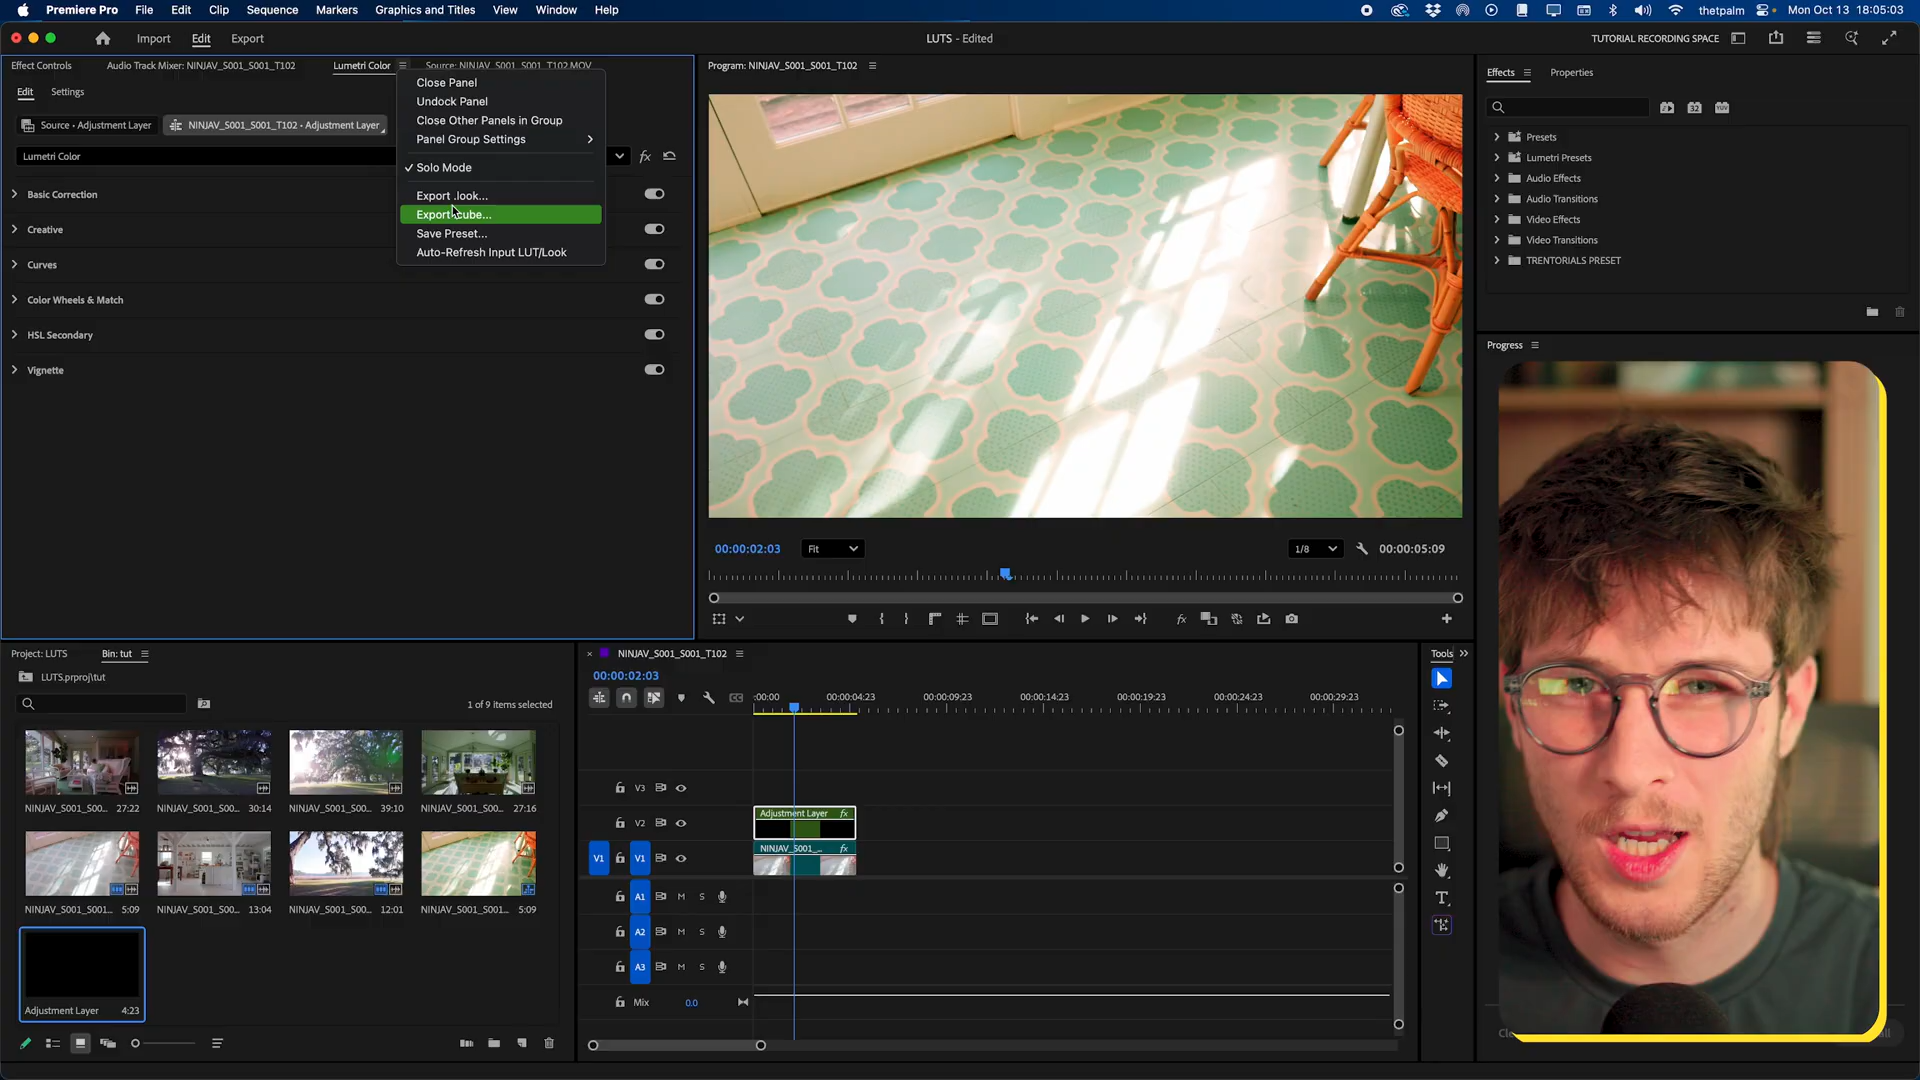 Premiere Pro File Edit Clip Sequence Markers Graphics and Titles View Window Help thetpalm Mon Oct 13 18:05:03
Import Edit Export LUTS - Edited TUTORIAL RECORDING SPACE
Effect Controls Audio Track Mixer: NINJAV_S001_S001_T102 Lumetri Color Source: NINJAV_S001_S001_T102.MOV
Edit Settings
Source • Adjustment Layer NINJAV_S001_S001_T102 • Adjustment Layer
Lumetri Color fx
Basic Correction
Creative
Curves
Color Wheels & Match
HSL Secondary
Vignette
Close Panel
Undock Panel
Close Other Panels in Group
Panel Group Settings
Solo Mode
Export .look...
Export .cube...
Save Preset...
Auto-Refresh Input LUT/Look
Program: NINJAV_S001_S001_T102
00:00:02:03 Fit 1/8 00:00:05:09
fx
Effects Properties
32 YUV
Presets
Lumetri Presets
Audio Effects
Audio Transitions
Video Effects
Video Transitions
TRENTORIALS PRESET
Progress
Project: LUTS Bin: tut
LUTS.prproj\tut
1 of 9 items selected
NINJAV_S001_S00... 27:22 NINJAV_S001_S00... 30:14 NINJAV_S001_S00... 39:10 NINJAV_S001_S00... 27:16
NINJAV_S001_S001... 5:09 NINJAV_S001_S00... 13:04 NINJAV_S001_S00... 12:01 NINJAV_S001_S001... 5:09
Adjustment Layer 4:23
NINJAV_S001_S001_T102
00:00:02:03
:00:00 00:00:04:23 00:00:09:23 00:00:14:23 00:00:19:23 00:00:24:23 00:00:29:23
V3
V2 Adjustment Layer fx
V1 V1 NINJAV_S001_... fx
A1 M S
A2 M S
A3 M S
Mix 0.0
Tools
T